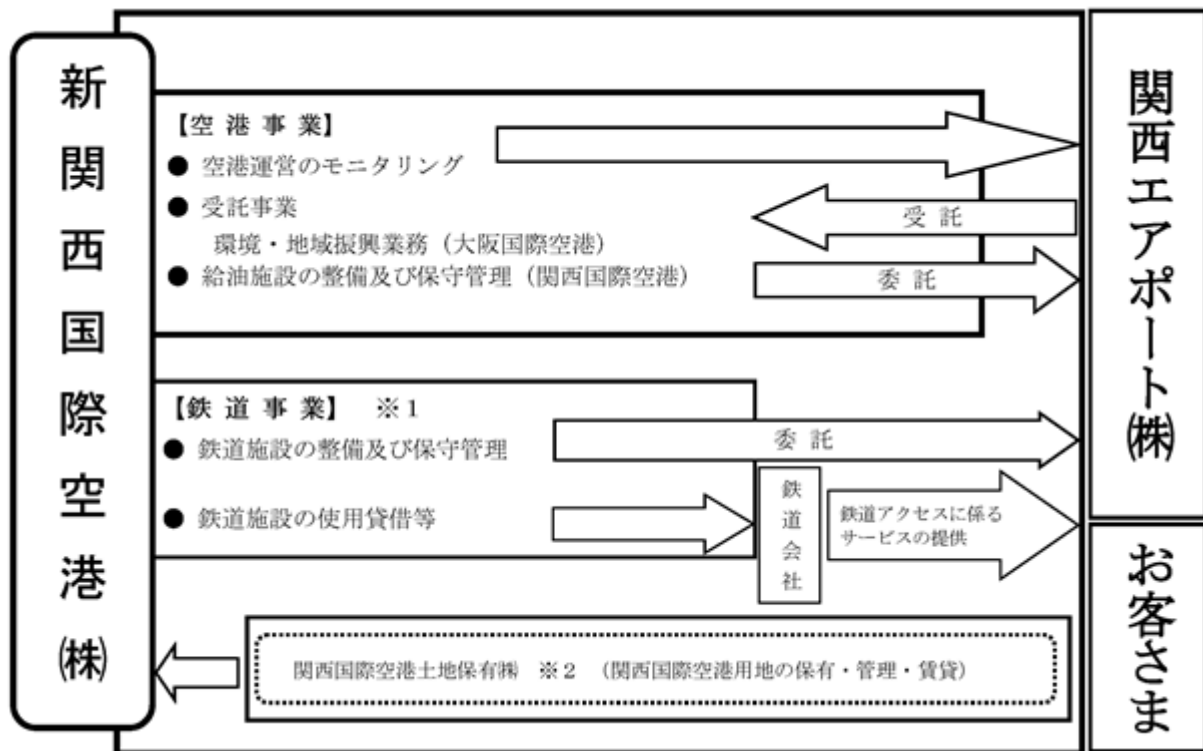 新関西国際空港㈱
【空港事業】
● 空港運営のモニタリング
● 受託事業
環境・地域振興業務（大阪国際空港）
● 給油施設の整備及び保守管理（関西国際空港）
受託
委託
【鉄道事業】 ※1
● 鉄道施設の整備及び保守管理
委託
● 鉄道施設の使用貸借等
鉄道会社
鉄道アクセスに係る
サービスの提供
関西国際空港土地保有㈱ ※2 （関西国際空港用地の保有・管理・賃貸）
関西エアポート㈱
お客さま